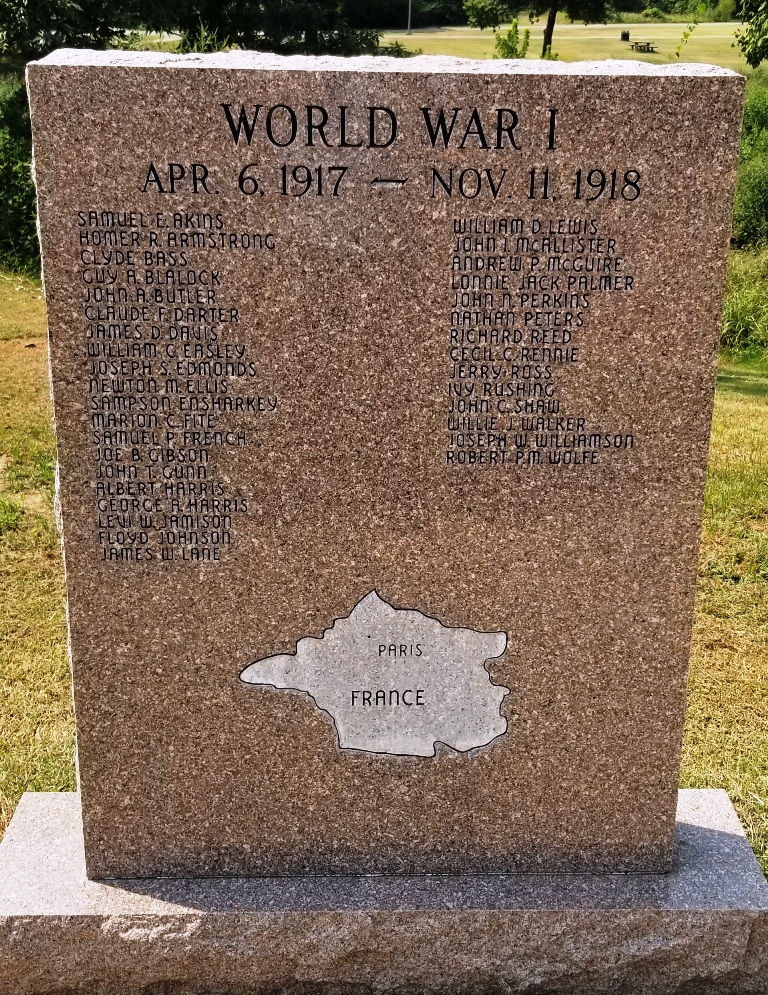 WORLD WAR I
APR. 6, 1917 — NOV. 11, 1918
SAMUEL E. AKINS
HOMER R. ARMSTRONG
CLYDE BASS
GUY A. BLALOCK
JOHN A. BUTLER
CLAUDE F. DARTER
JAMES D. DAVIS
WILLIAM C. EASLEY
JOSEPH S. EDMONDS
NEWTON M. ELLIS
SAMPSON ENSHARKEY
MARION C. FITE
SAMUEL P. FRENCH
JOE B. GIBSON
JOHN T. GUNN
ALBERT HARRIS
GEORGE A. HARRIS
LEVI W. JAMISON
FLOYD JOHNSON
JAMES W. LANE
WILLIAM D. LEWIS
JOHN I. MCALLISTER
ANDREW P. MCGUIRE
LONNIE JACK PALMER
JOHN N. PERKINS
NATHAN PETERS
RICHARD REED
CECIL C. RENNIE
JERRY ROSS
IVY RUSHING
JOHN C. SHAW
WILLIE J. WALKER
JOSEPH W. WILLIAMSON
ROBERT P.M. WOLFE
PARIS
FRANCE